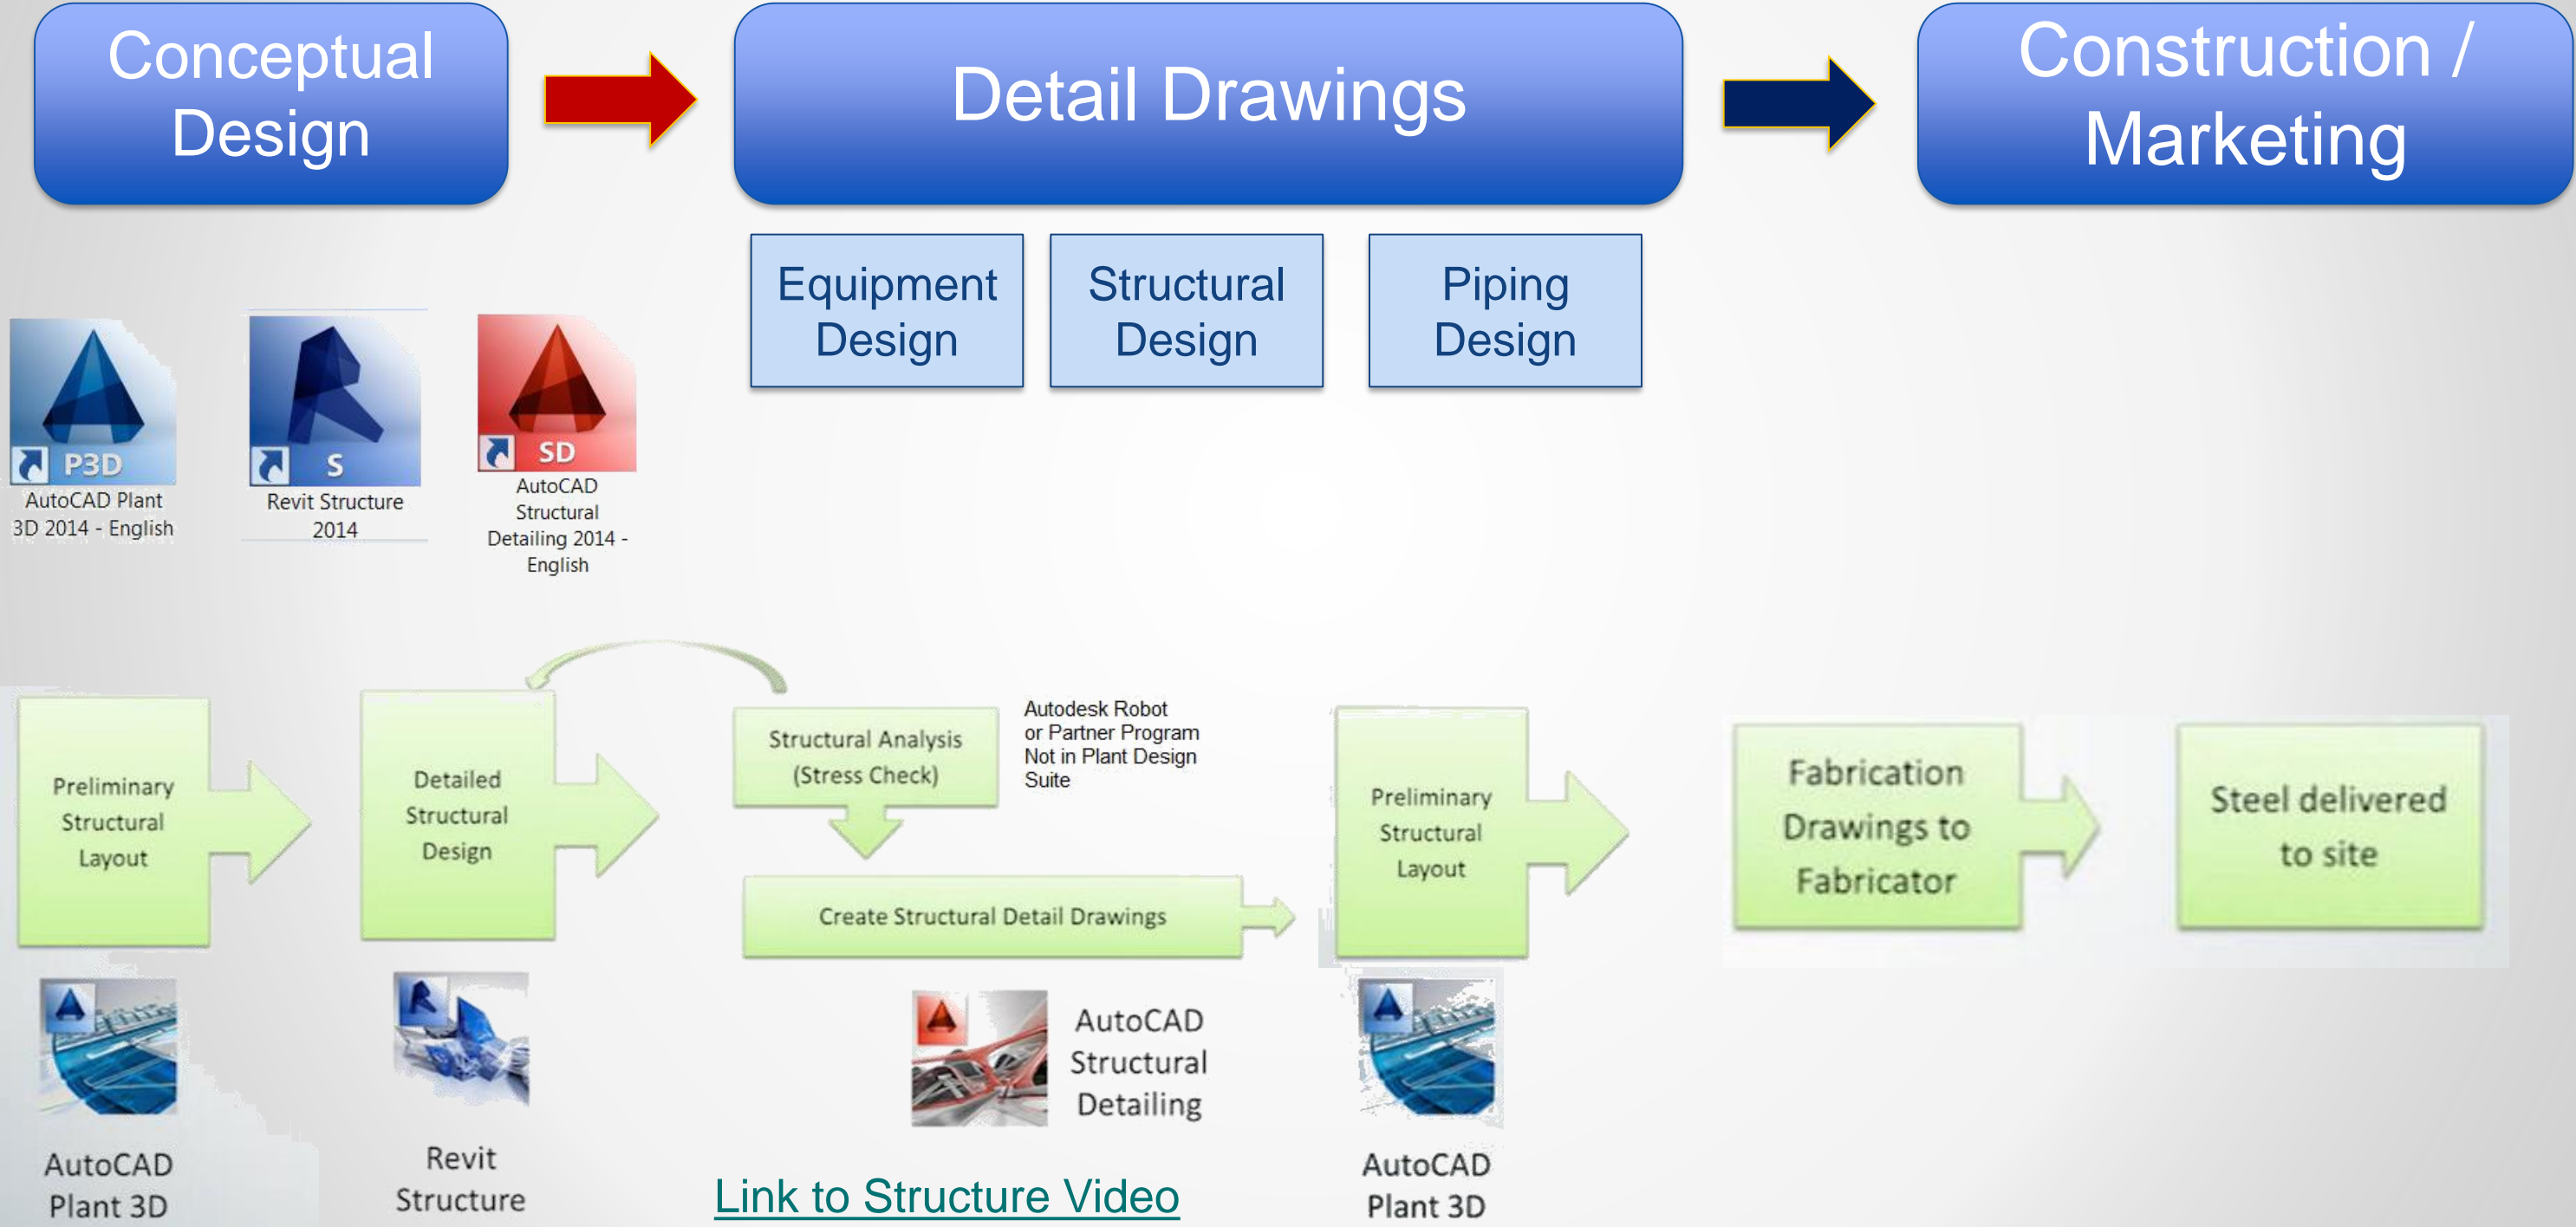 Conceptual
Design
Detail Drawings
Construction /
Marketing
Equipment
Design
Structural
Design
Piping
Design
P3D
AutoCAD Plant
3D 2014 - English
S
Revit Structure
2014
SD
AutoCAD
Structural
Detailing 2014 -
English
Preliminary
Structural
Layout
Detailed
Structural
Design
Structural Analysis
(Stress Check)
Autodesk Robot
or Partner Program
Not in Plant Design
Suite
Create Structural Detail Drawings
Preliminary
Structural
Layout
Fabrication
Drawings to
Fabricator
Steel delivered
to site
AutoCAD
Plant 3D
Revit
Structure
AutoCAD
Structural
Detailing
Link to Structure Video
AutoCAD
Plant 3D